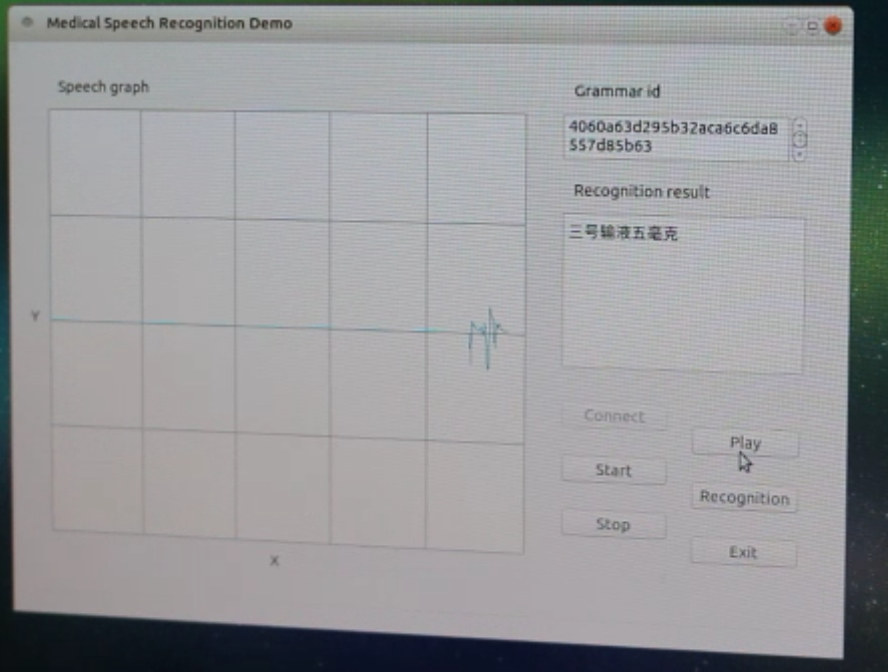 Medical Speech Recognition Demo
Speech graph
Grammar id
4060a63d295b32aca6c6da8
557d85b63
Recognition result
三号输液五毫克
Y
X
Connect
Play
Start
Recognition
Stop
Exit